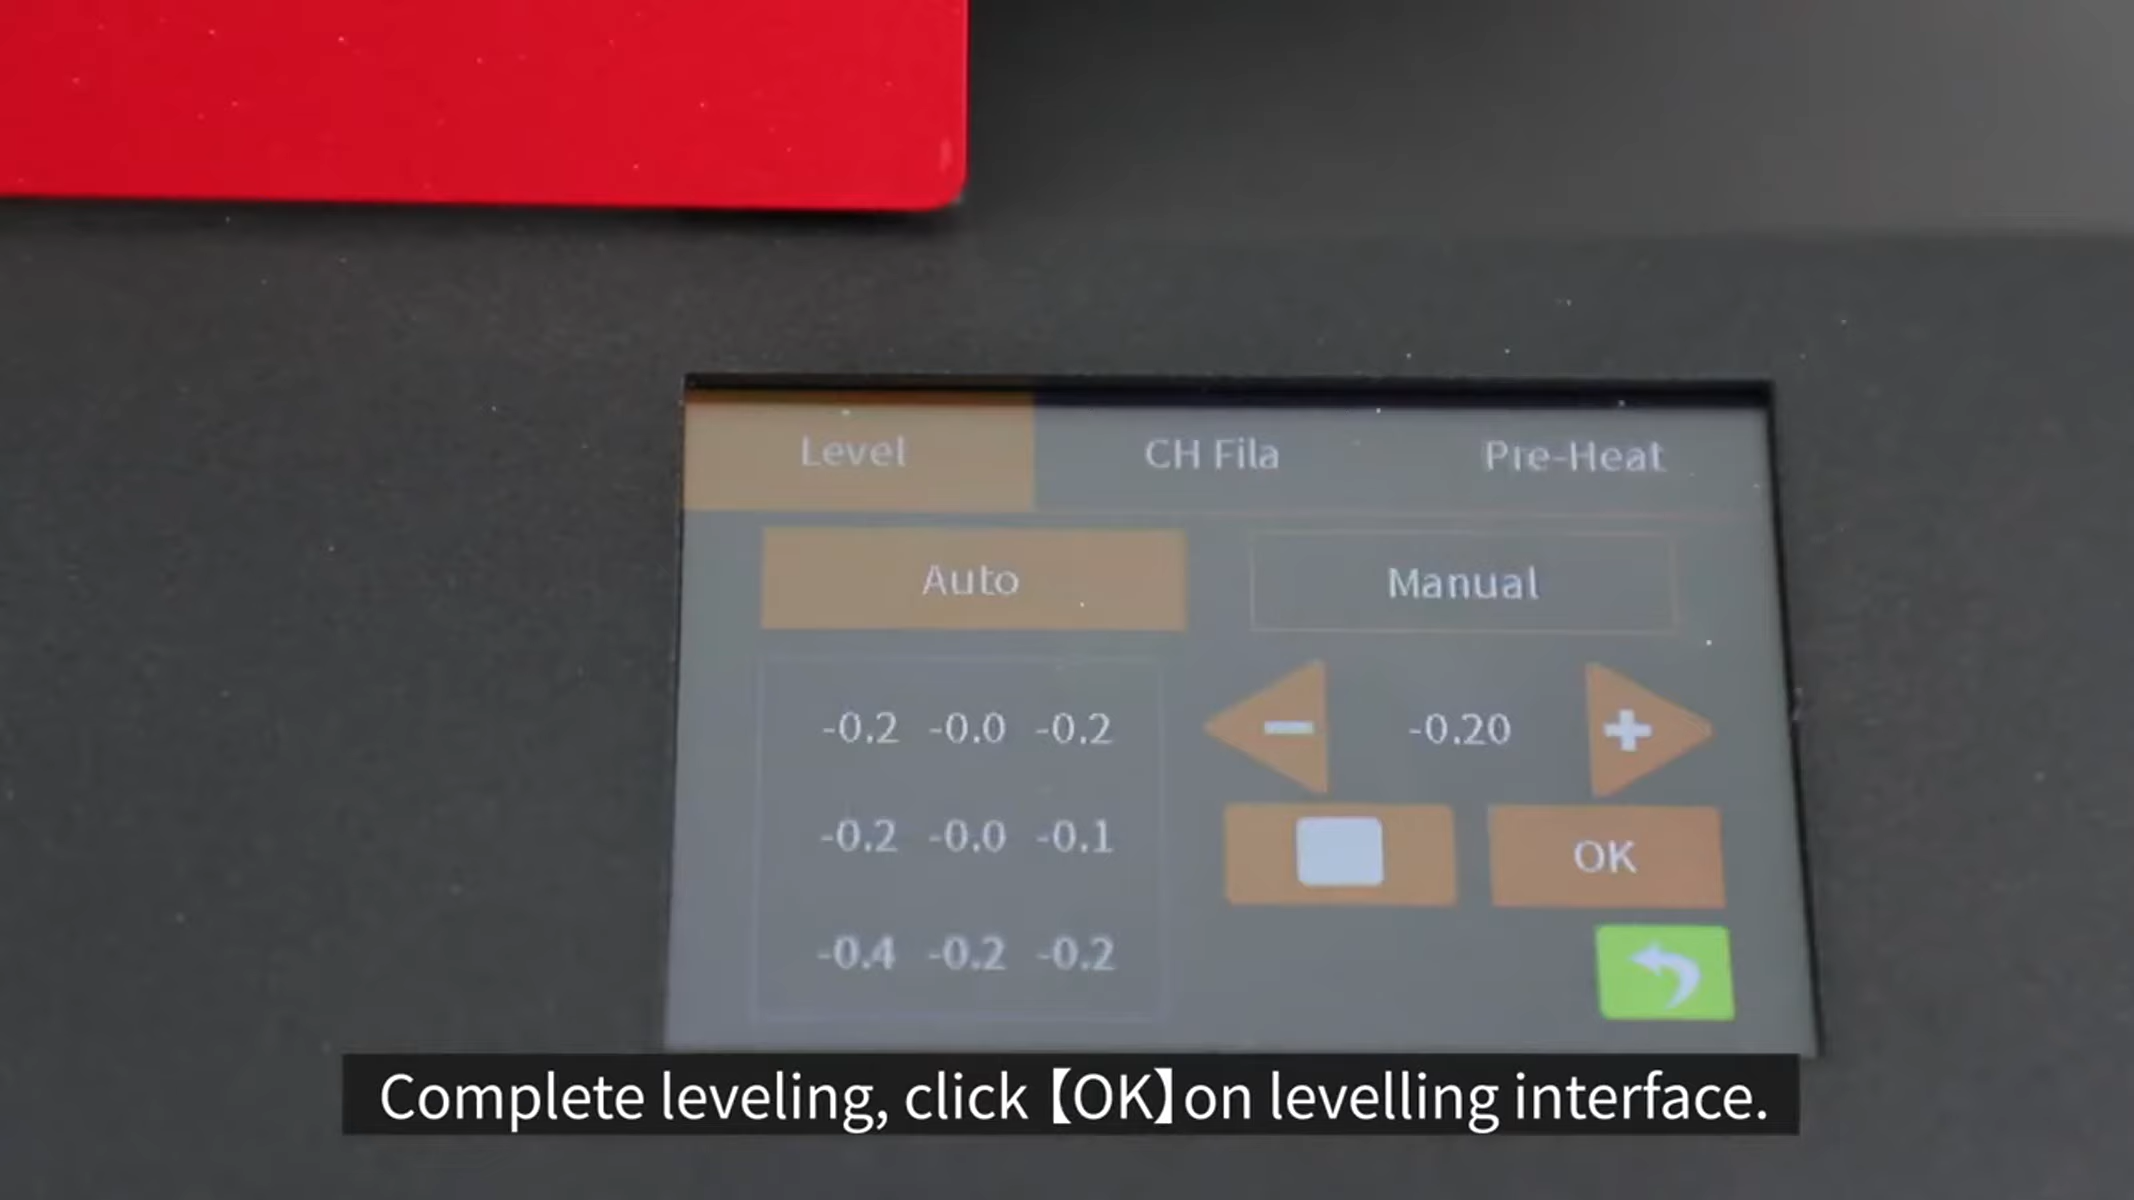 Level CH Fila Pre-Heat
Auto Manual
-0.2 -0.0 -0.2 -0.20
-0.2 -0.0 -0.1 OK
-0.4 -0.2 -0.2
Complete leveling, click【OK】on levelling interface.